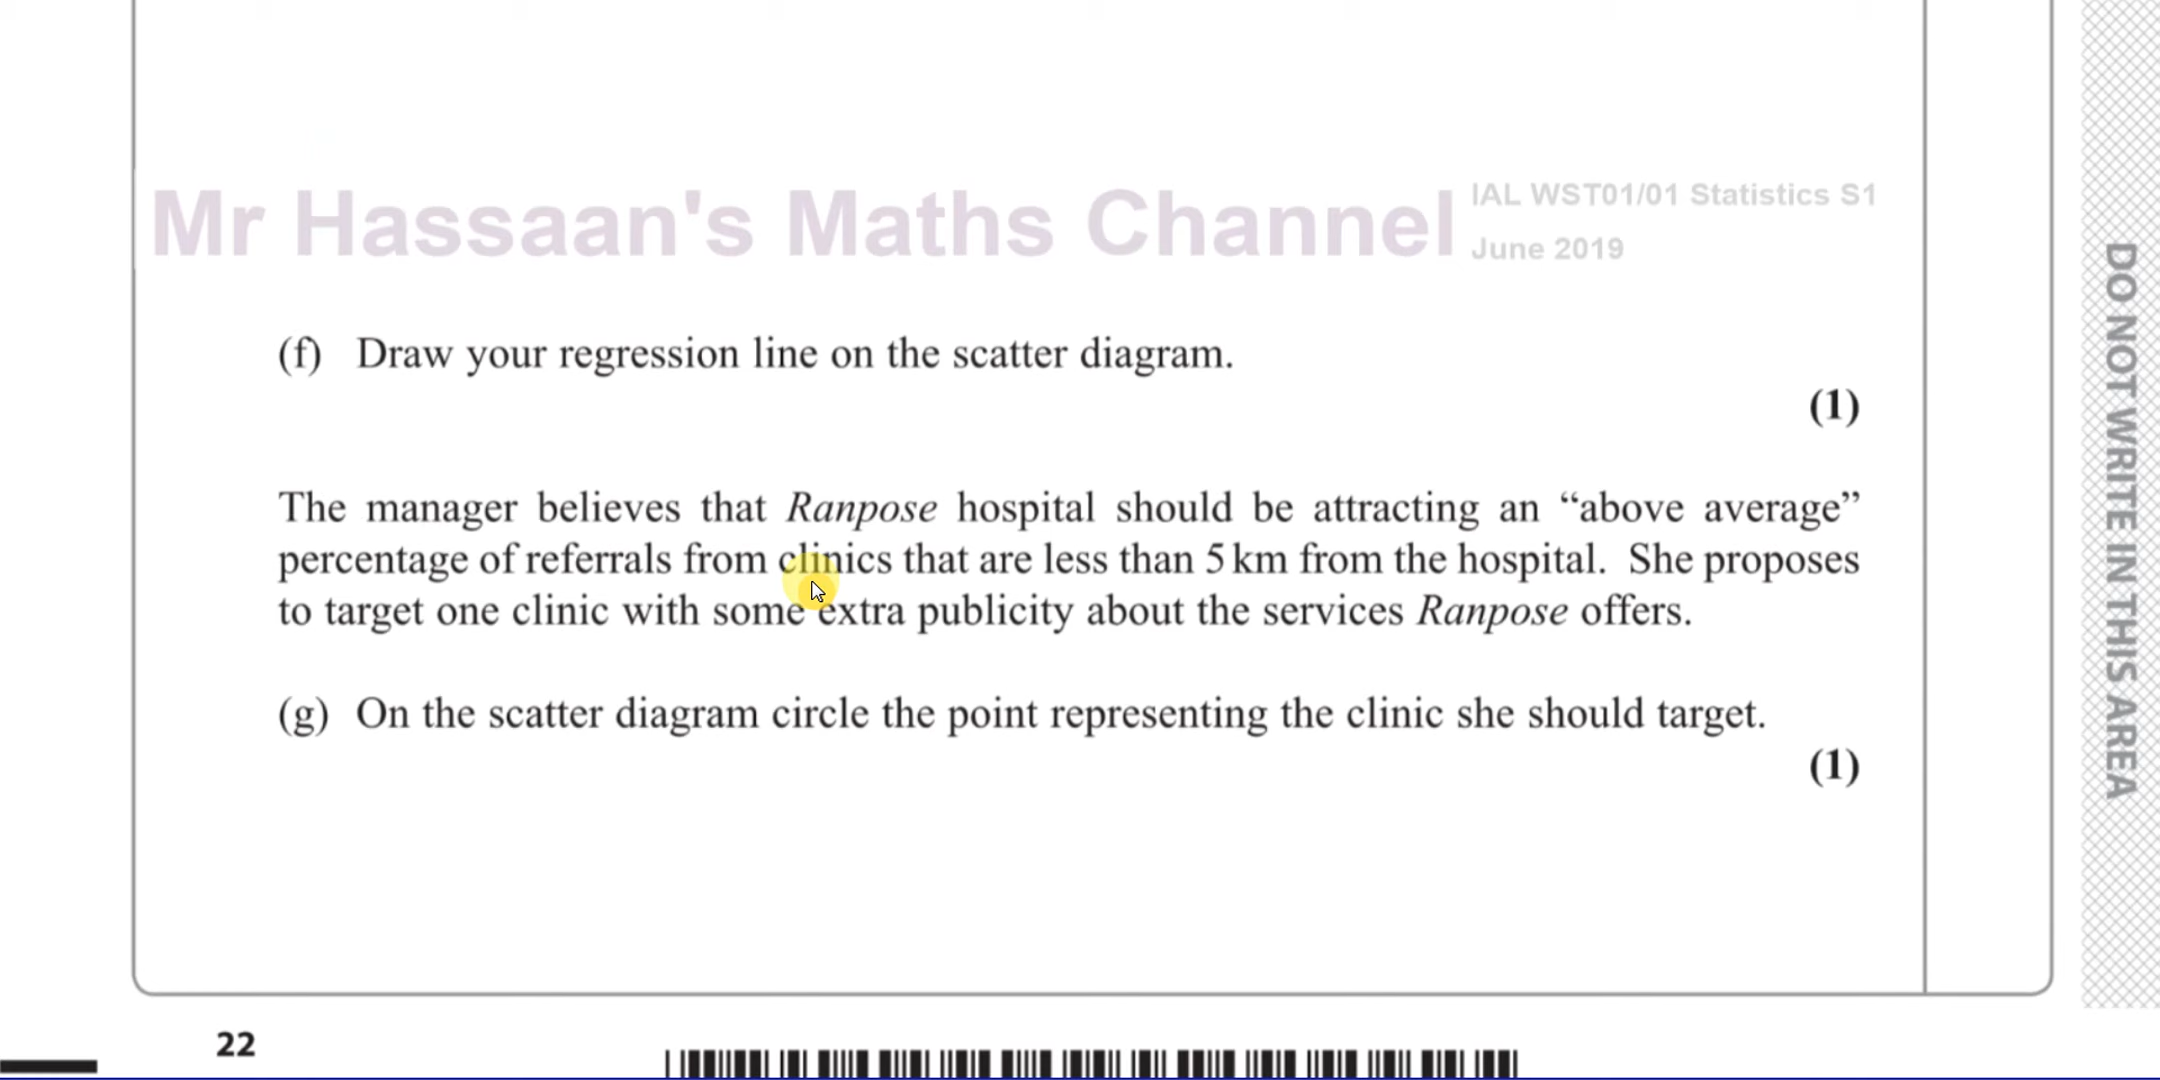 Mr Hassaan's Maths Channel
IAL WST01/01 Statistics S1
June 2019
(f) Draw your regression line on the scatter diagram.
(1)
The manager believes that Ranpose hospital should be attracting an “above average”
percentage of referrals from clinics that are less than 5 km from the hospital. She proposes
to target one clinic with some extra publicity about the services Ranpose offers.
(g) On the scatter diagram circle the point representing the clinic she should target.
(1)
22
DO NOT WRITE IN THIS AREA